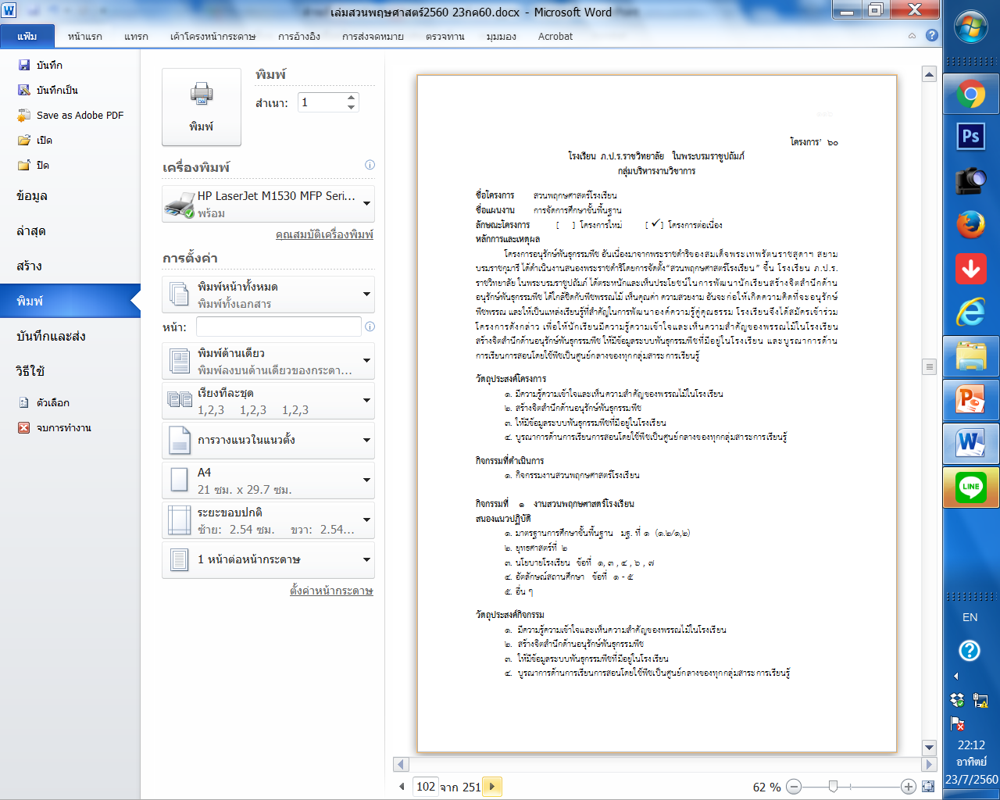 เล่มสวนพฤษศาสตร์2560 23กค60.docx - Microsoft Word
แฟ้ม หน้าแรก แทรก เค้าโครงหน้ากระดาษ การอ้างอิง การส่งจดหมาย ตรวจทาน มุมมอง Acrobat
บันทึก
บันทึกเป็น
Save as Adobe PDF
เปิด
ปิด
ข้อมูล
ล่าสุด
สร้าง
พิมพ์
บันทึกและส่ง
วิธีใช้
ตัวเลือก
จบการทำงาน
พิมพ์
พิมพ์
สำเนา: 1
เครื่องพิมพ์
HP LaserJet M1530 MFP Seri...
พร้อม
คุณสมบัติเครื่องพิมพ์
การตั้งค่า
พิมพ์หน้าทั้งหมด
พิมพ์ทั้งเอกสาร
หน้า:
พิมพ์ด้านเดียว
พิมพ์ลงบนด้านเดียวของกระดา...
เรียงทีละชุด
1,2,3 1,2,3 1,2,3
การวางแนวในแนวตั้ง
A4
21 ซม. x 29.7 ซม.
ระยะขอบปกติ
ซ้าย: 2.54 ซม. ขวา: 2.54...
1 หน้าต่อหน้ากระดาษ
ตั้งค่าหน้ากระดาษ
โครงการ' ๖๐
โรงเรียน ภ.ป.ร.ราชวิทยาลัย ในพระบรมราชูปถัมภ์
กลุ่มบริหารงานวิชาการ
ชื่อโครงการ สวนพฤกษศาสตร์โรงเรียน
ชื่อแผนงาน การจัดการศึกษาขั้นพื้นฐาน
ลักษณะโครงการ [ ] โครงการใหม่ [ ✓] โครงการต่อเนื่อง
หลักการและเหตุผล
โครงการอนุรักษ์พันธุกรรมพืช อันเนื่องมาจากพระราชดำริของสมเด็จพระเทพรัตนราชสุดาฯ สยาม
บรมราชกุมารี ได้ดำเนินงานสนองพระราชดำริโดยการจัดตั้ง“สวนพฤกษศาสตร์โรงเรียน” ขึ้น โรงเรียน ภ.ป.ร.
ราชวิทยาลัย ในพระบรมราชูปถัมภ์ ได้ตระหนักและเห็นประโยชน์ในการพัฒนานักเรียนสร้างจิตสำนึกด้าน
อนุรักษ์พันธุกรรมพืช ได้ใกล้ชิดกับพืชพรรณไม้ เห็นคุณค่า ความสวยงาม อันจะก่อให้เกิดความคิดที่จะอนุรักษ์
พืชพรรณ และให้เป็นแหล่งเรียนรู้ที่สำคัญในการพัฒนาองค์ความรู้คู่คุณธรรม โรงเรียนจึงได้สมัครเข้าร่วม
โครงการดังกล่าว เพื่อให้นักเรียนมีความรู้ความเข้าใจและเห็นความสำคัญของพรรณไม้ในโรงเรียน
สร้างจิตสำนึกด้านอนุรักษ์พันธุกรรมพืช ให้มีข้อมูลระบบพันธุกรรมพืชที่มีอยู่ในโรงเรียน และบูรณาการด้าน
การเรียนการสอนโดยใช้พืชเป็นศูนย์กลางของทุกกลุ่มสาระการเรียนรู้
วัตถุประสงค์โครงการ
๑. มีความรู้ความเข้าใจและเห็นความสำคัญของพรรณไม้ในโรงเรียน
๒. สร้างจิตสำนึกด้านอนุรักษ์พันธุกรรมพืช
๓. ให้มีข้อมูลระบบพันธุกรรมพืชที่มีอยู่ในโรงเรียน
๔. บูรณาการด้านการเรียนการสอนโดยใช้พืชเป็นศูนย์กลางของทุกกลุ่มสาระการเรียนรู้
กิจกรรมที่ดำเนินการ
๑. กิจกรรมงานสวนพฤกษศาสตร์โรงเรียน
กิจกรรมที่ ๑ งานสวนพฤกษศาสตร์โรงเรียน
สนองแนวปฏิบัติ
๑. มาตรฐานการศึกษาขั้นพื้นฐาน มฐ. ที่ ๑ (๑.๒/๑,๒)
๒. ยุทธศาสตร์ที่ ๒
๓. นโยบายโรงเรียน ข้อที่ ๑, ๓ , ๔ , ๖ , ๗
๔. อัตลักษณ์สถานศึกษา ข้อที่ ๑ - ๕
๕. อื่น ๆ
วัตถุประสงค์กิจกรรม
๑. มีความรู้ความเข้าใจและเห็นความสำคัญของพรรณไม้ในโรงเรียน
๒. สร้างจิตสำนึกด้านอนุรักษ์พันธุกรรมพืช
๓. ให้มีข้อมูลระบบพันธุกรรมพืชที่มีอยู่ในโรงเรียน
๔. บูรณาการด้านการเรียนการสอนโดยใช้พืชเป็นศูนย์กลางของทุกกลุ่มสาระการเรียนรู้
102 จาก 251
62 %
Ps
LINE
EN
22:12
อาทิตย์
23/7/2560